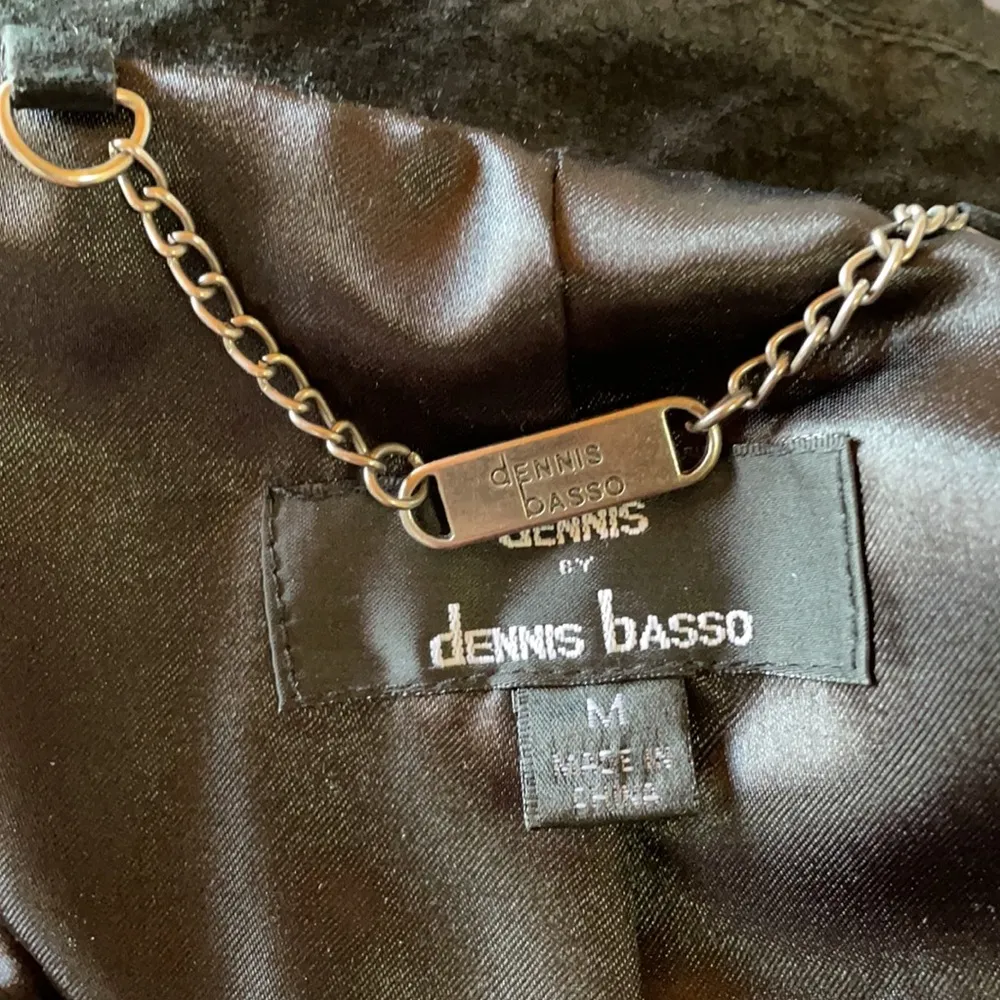 dENNIS
bASSO
dENNIS
BY
dENNIS bASSO
M
MADE IN
CHINA